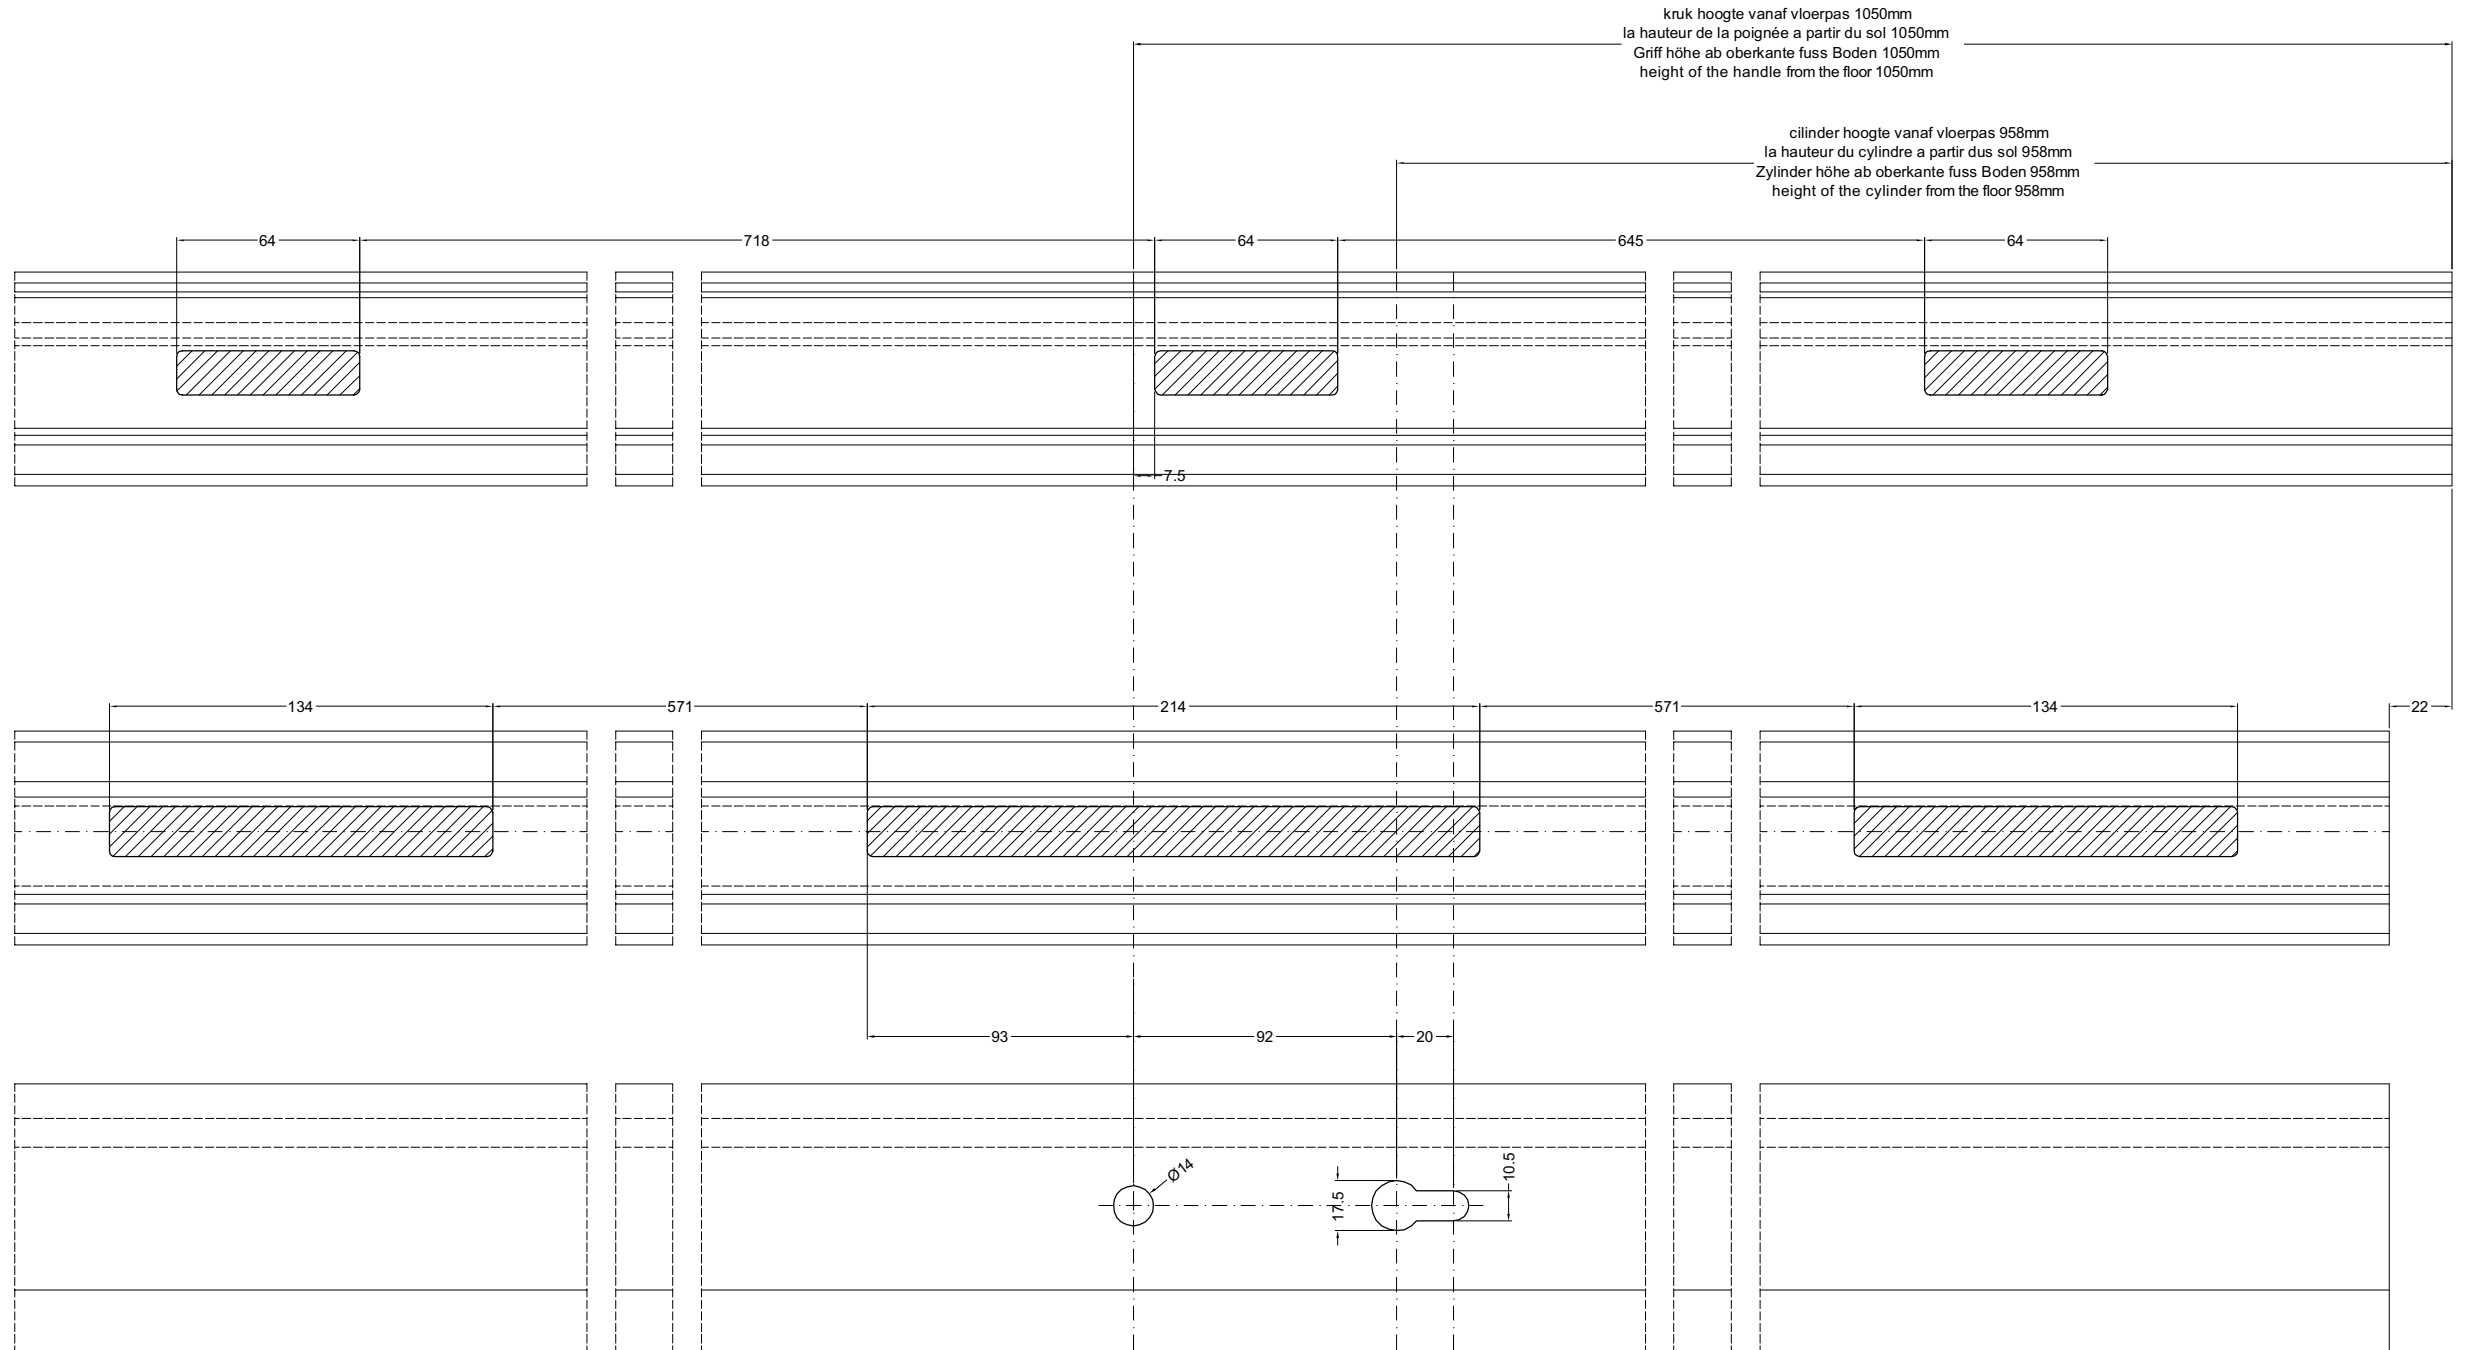 kruk hoogte vanaf vloerpas 1050mm
la hauteur de la poignée a partir du sol 1050mm
Griff höhe ab oberkante fuss Boden 1050mm
height of the handle from the floor 1050mm
cilinder hoogte vanaf vloerpas 958mm
la hauteur du cylindre a partir dus sol 958mm
Zylinder höhe ab oberkante fuss Boden 958mm
height of the cylinder from the floor 958mm
64 718 64 645 64
7.5
134 571 214 571 134 22
93 92 20
Ø14
17.5
10.5